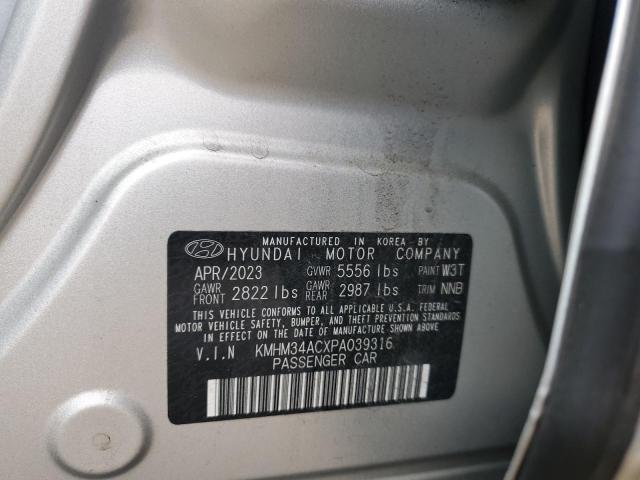 MANUFACTURED IN KOREA BY
HYUNDAI MOTOR COMPANY
APR/2023 GVWR 5556 lbs PAINT W3T
GAWR FRONT 2822 lbs GAWR REAR 2987 lbs TRIM NNB
THIS VEHICLE CONFORMS TO ALL APPLICABLE U.S.A. FEDERAL
MOTOR VEHICLE SAFETY, BUMPER, AND THEFT PREVENTION
STANDARDS IN EFFECT ON THE DATE OF MANUFACTURE SHOWN ABOVE.
V.I.N KMHM34ACXPA039316
PASSENGER CAR